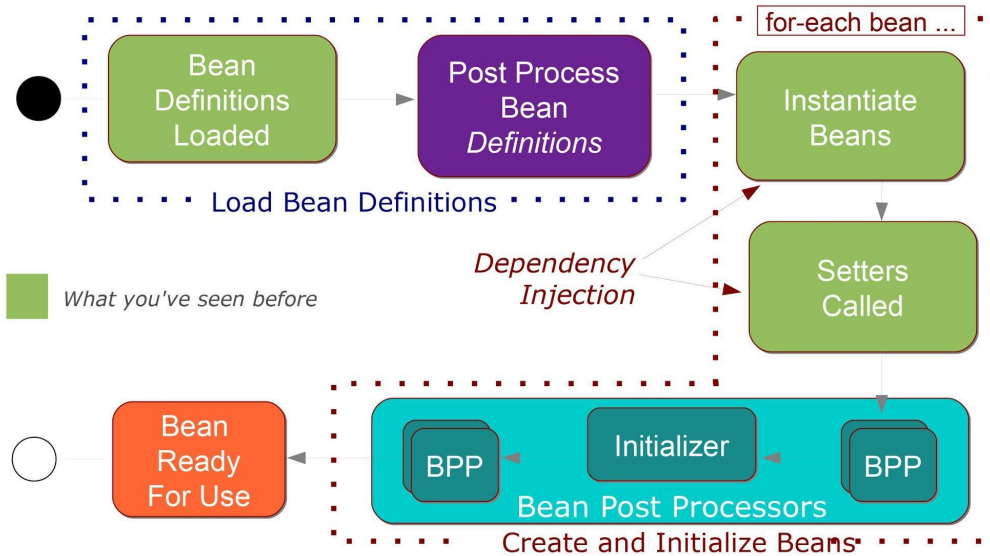 for-each bean ...
Bean
Definitions
Loaded
Post Process
Bean
Definitions
Instantiate
Beans
Load Bean Definitions
Dependency
Injection
Setters
Called
What you've seen before
Bean
Ready
For Use
BPP
Initializer
BPP
Bean Post Processors
Create and Initialize Beans